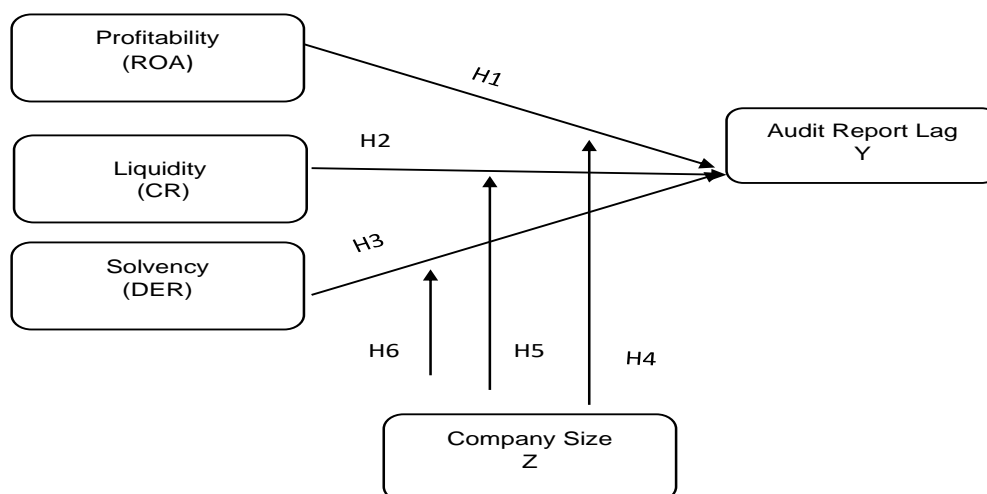 Profitability
(ROA)
H1
Audit Report Lag
Y
H2
Liquidity
(CR)
H3
Solvency
(DER)
H6
H5
H4
Company Size
Z